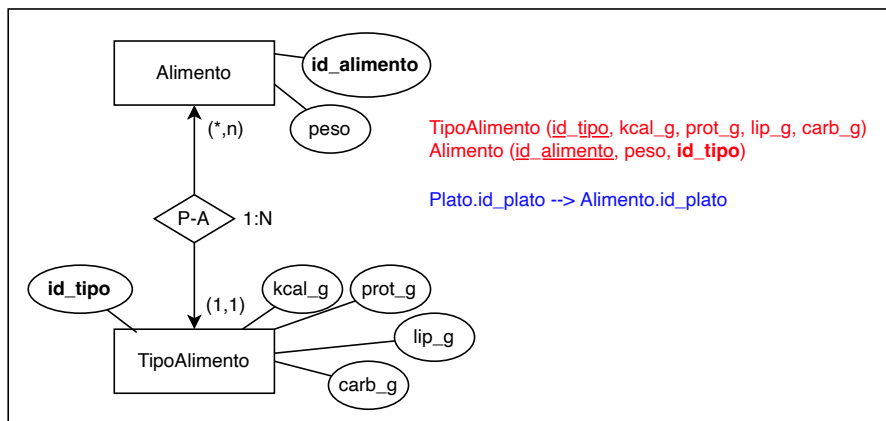 Alimento
id_alimento
peso
(*,n)
TipoAlimento (id_tipo, kcal_g, prot_g, lip_g, carb_g)
Alimento (id_alimento, peso, id_tipo)
Plato.id_plato --> Alimento.id_plato
P-A
1:N
id_tipo
(1,1)
kcal_g
prot_g
lip_g
TipoAlimento
carb_g